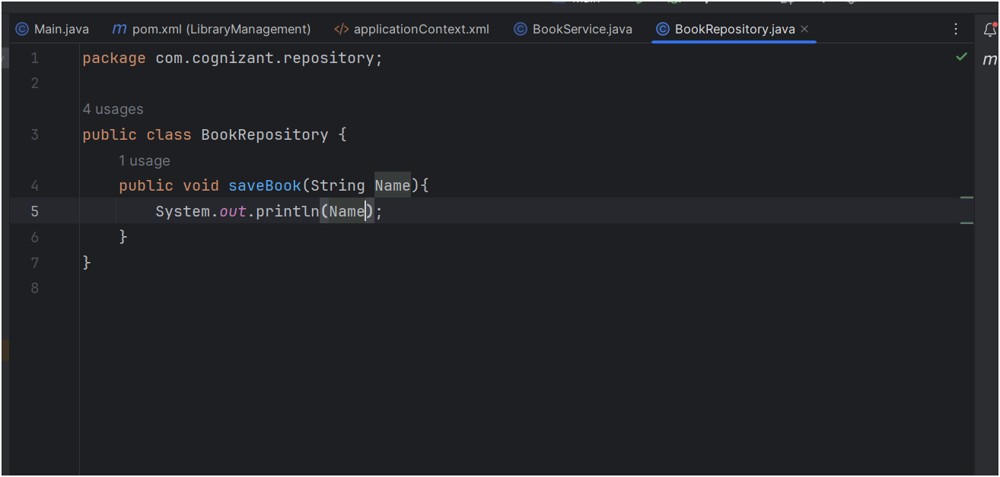 Main.java m pom.xml (LibraryManagement) </> applicationContext.xml BookService.java BookRepository.java
1 package com.cognizant.repository;
2
4 usages
3 public class BookRepository {
1 usage
4 public void saveBook(String Name){
5 System.out.println(Name);
6 }
7 }
8